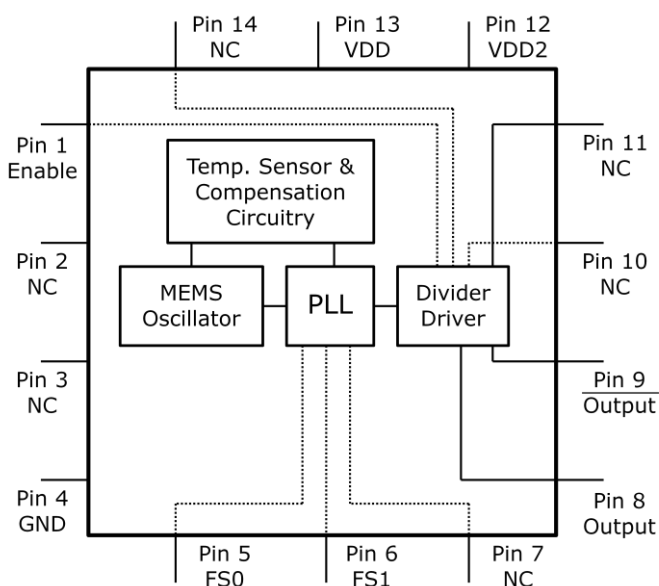 Pin 14
NC
Pin 13
VDD
Pin 12
VDD2
Pin 1
Enable
Pin 11
NC
Temp. Sensor &
Compensation
Circuitry
Pin 2
NC
Pin 10
NC
MEMS
Oscillator
PLL
Divider
Driver
Pin 3
NC
Pin 9
Output
Pin 4
GND
Pin 8
Output
Pin 5
FS0
Pin 6
FS1
Pin 7
NC